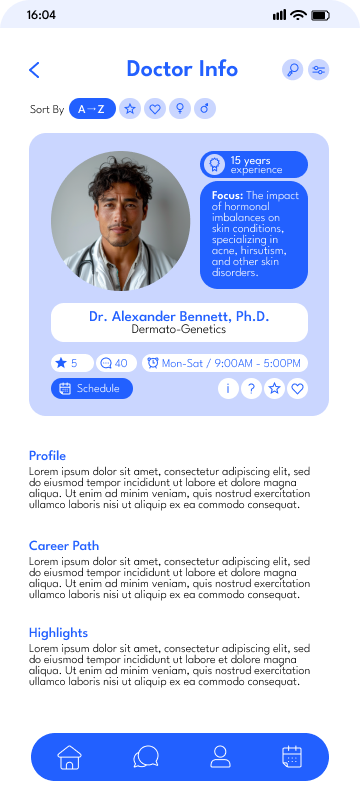 16:04
Doctor Info
Sort By
A→Z
15 years
experience
Focus: The impact
of hormonal
imbalances on
skin conditions,
specializing in
acne, hirsutism,
and other skin
disorders.
Dr. Alexander Bennett, Ph.D.
Dermato-Genetics
5
40
Mon-Sat / 9:00AM - 5:00PM
Schedule
i
?
Profile
Lorem ipsum dolor sit amet, consectetur adipiscing elit, sed
do eiusmod tempor incididunt ut labore et dolore magna
aliqua. Ut enim ad minim veniam, quis nostrud exercitation
ullamco laboris nisi ut aliquip ex ea commodo consequat.
Career Path
Lorem ipsum dolor sit amet, consectetur adipiscing elit, sed
do eiusmod tempor incididunt ut labore et dolore magna
aliqua. Ut enim ad minim veniam, quis nostrud exercitation
ullamco laboris nisi ut aliquip ex ea commodo consequat.
Highlights
Lorem ipsum dolor sit amet, consectetur adipiscing elit, sed
do eiusmod tempor incididunt ut labore et dolore magna
aliqua. Ut enim ad minim veniam, quis nostrud exercitation
ullamco laboris nisi ut aliquip ex ea commodo consequat.